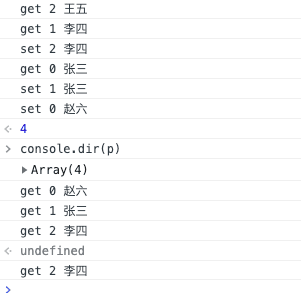 get 2 王五
get 1 李四
set 2 李四
get 0 张三
set 1 张三
set 0 赵六
4
console.dir(p)
Array(4)
get 0 赵六
get 1 张三
get 2 李四
undefined
get 2 李四